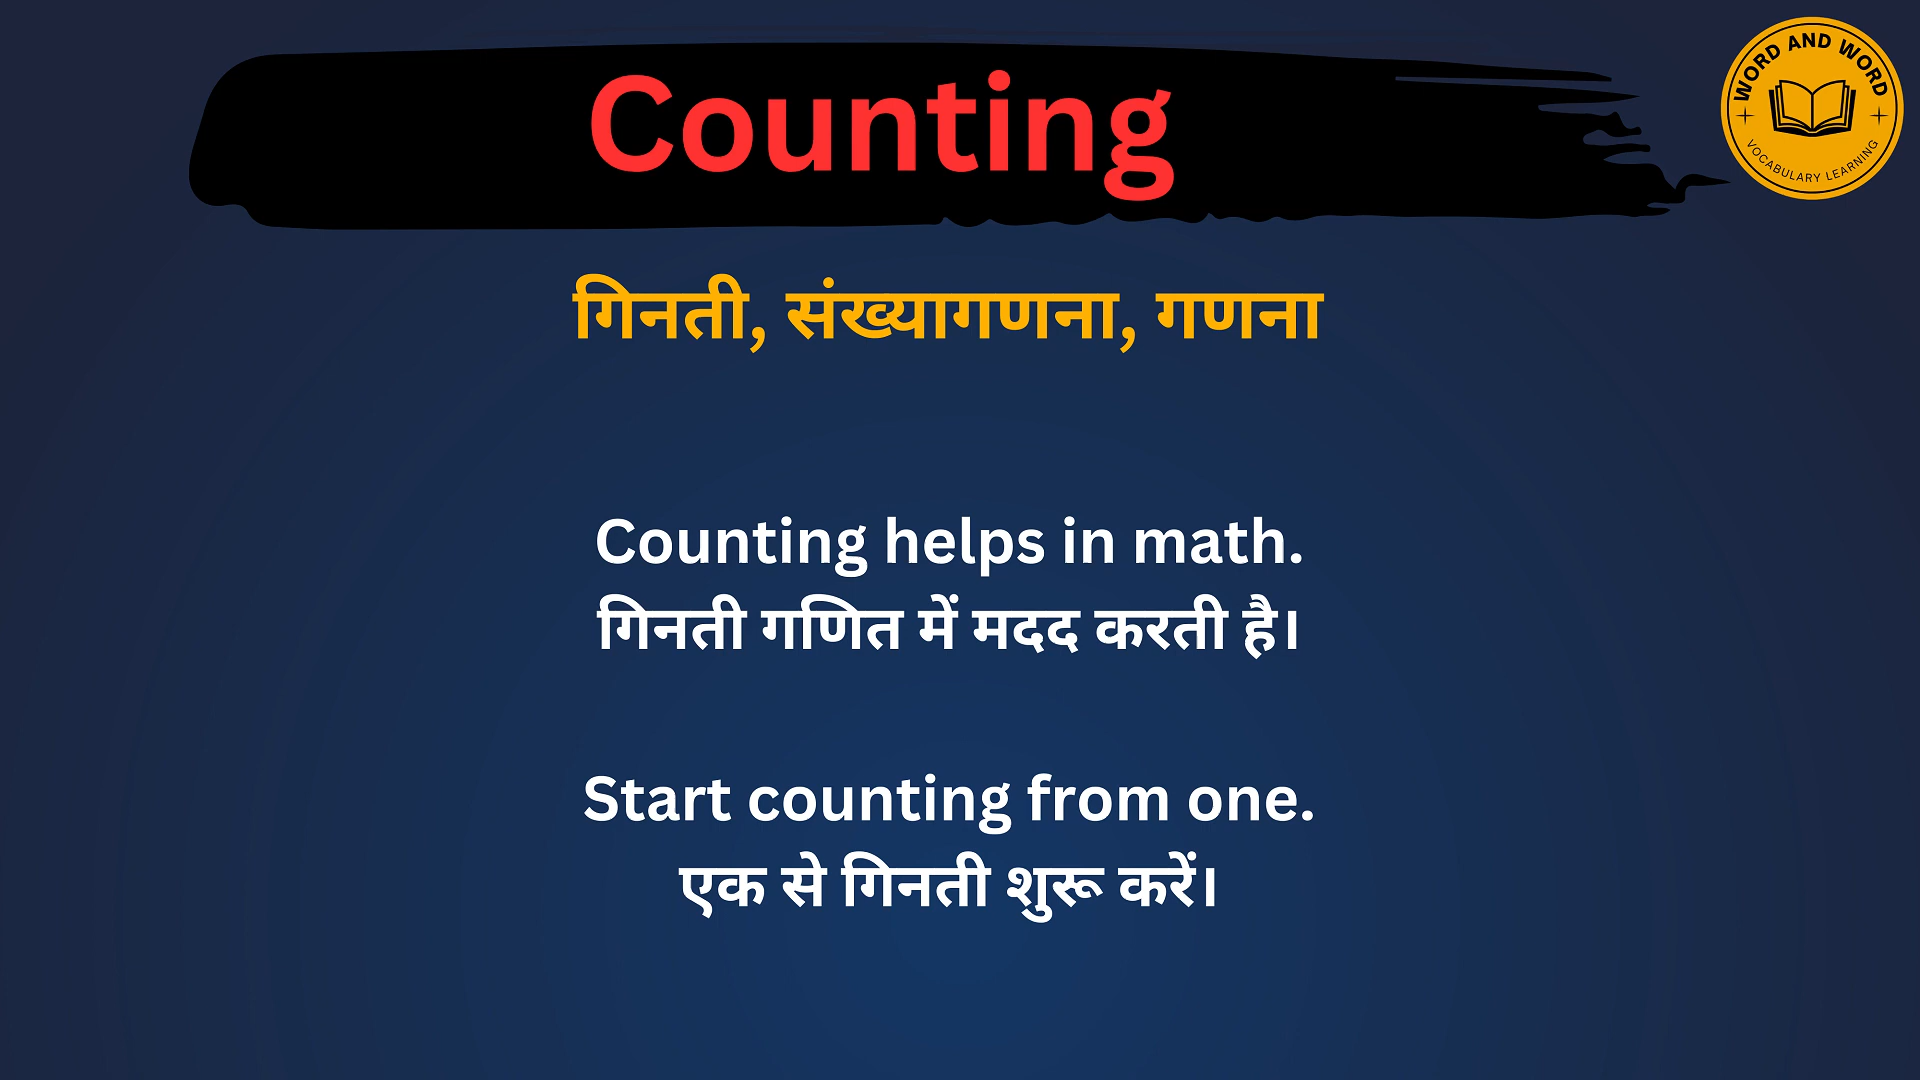 Counting
WORD AND WORD
VOCABULARY LEARNING
गिनती, संख्यागणना, गणना
Counting helps in math.
गिनती गणित में मदद करती है।
Start counting from one.
एक से गिनती शुरू करें।